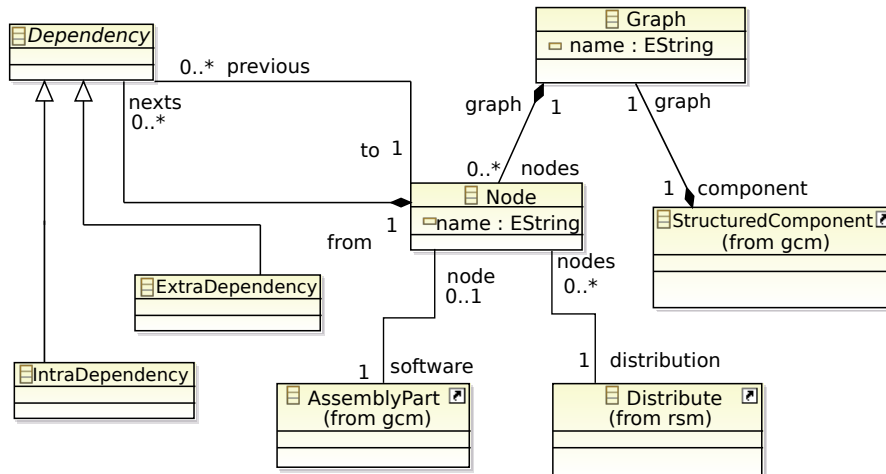 Graph
name : EString
Dependency
0..* previous
nexts
0..*
graph
1
1
graph
to
1
0..*
nodes
1
component
Node
name : EString
StructuredComponent
(from gcm)
1
from
node
0..1
nodes
0..*
ExtraDependency
IntraDependency
1
software
1
distribution
AssemblyPart
(from gcm)
Distribute
(from rsm)